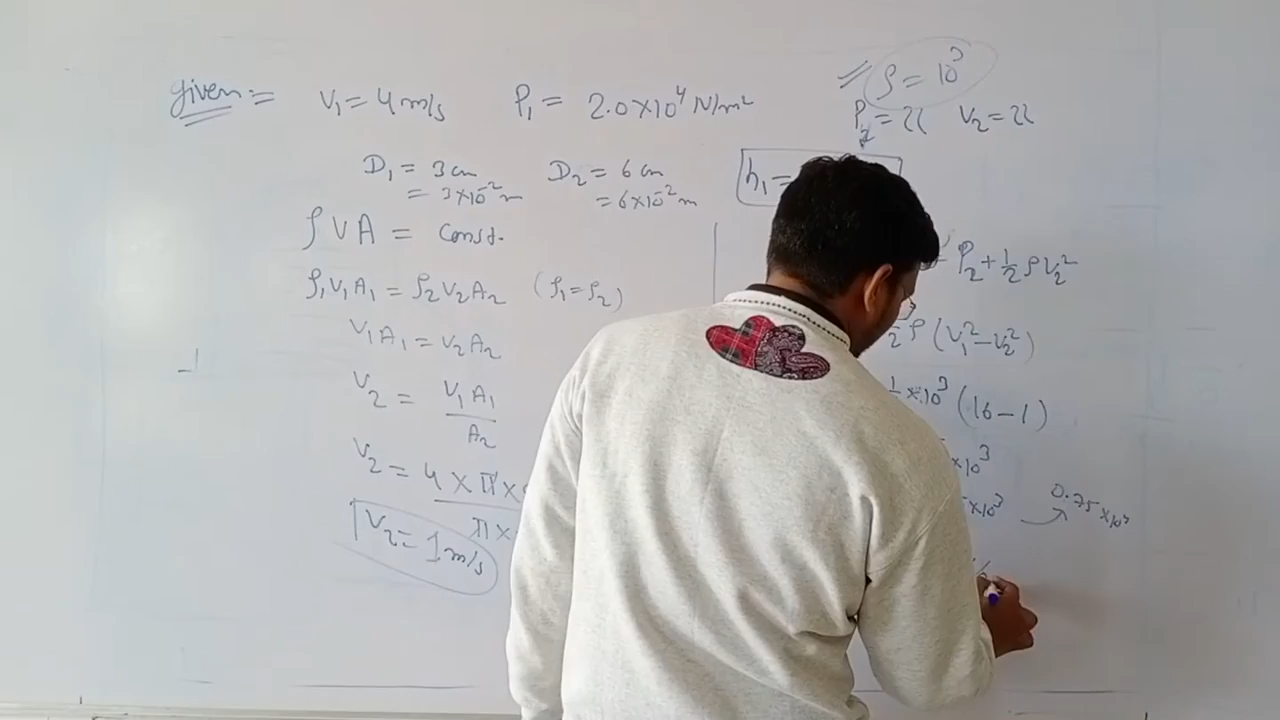 given:= V₁ = 4m/s P₁ = 2.0×10⁴ N/m²
ρ = 10³
P₂ = ?? V₂ = ??
D₁ = 3 cm D₂ = 6 cm
= 3×10⁻² m = 6×10⁻² m
h₁ =
ρVA = Const.
ρ₁V₁A₁ = ρ₂V₂A₂ (ρ₁=ρ₂)
V₁A₁ = V₂A₂
V₂ = V₁A₁
A₂
V₂ = 4×π×
π×
V₂ = 1m/s
P₂ + ½ρV₂²
ρ(V₁²−V₂²)
×10³ (16−1)
×10³
×10³ 0.75×10⁴